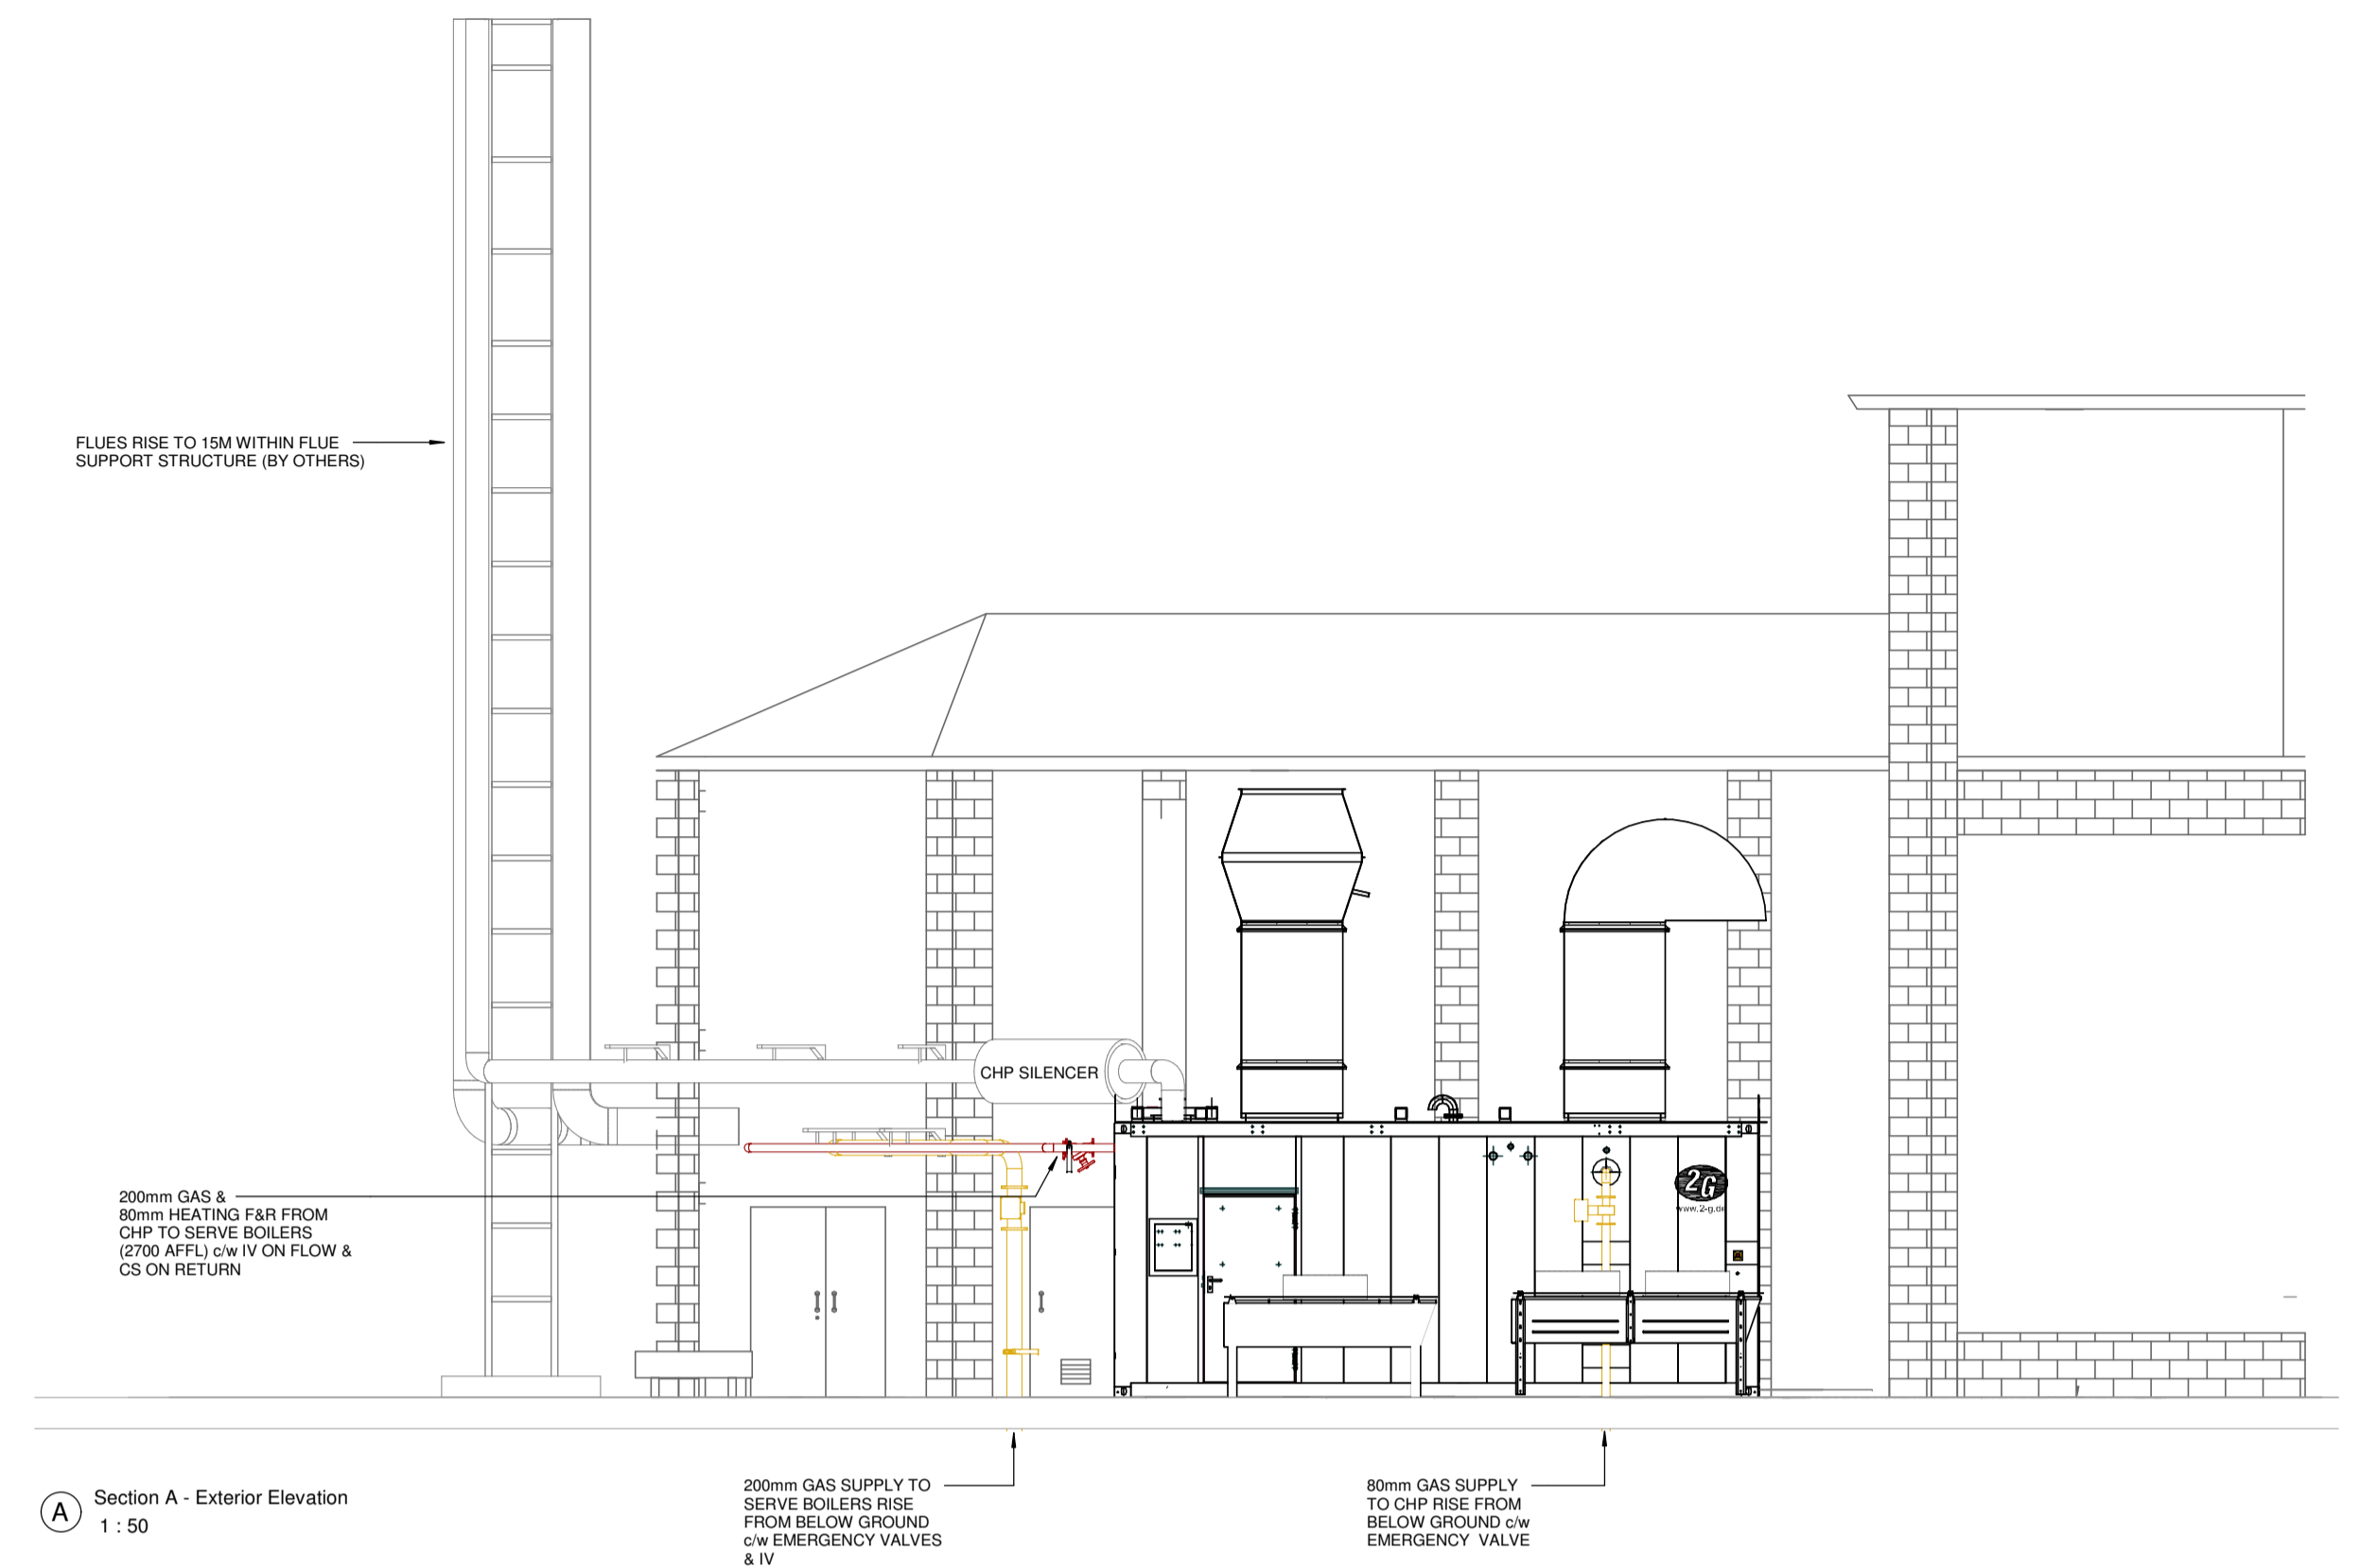 FLUES RISE TO 15M WITHIN FLUE
SUPPORT STRUCTURE (BY OTHERS)
CHP SILENCER
200mm GAS &
80mm HEATING F&R FROM
CHP TO SERVE BOILERS
(2700 AFFL) c/w IV ON FLOW &
CS ON RETURN
2G
www.2-g.de
200mm GAS SUPPLY TO
SERVE BOILERS RISE
FROM BELOW GROUND
c/w EMERGENCY VALVES
& IV
80mm GAS SUPPLY
TO CHP RISE FROM
BELOW GROUND c/w
EMERGENCY VALVE
A
Section A - Exterior Elevation
1 : 50